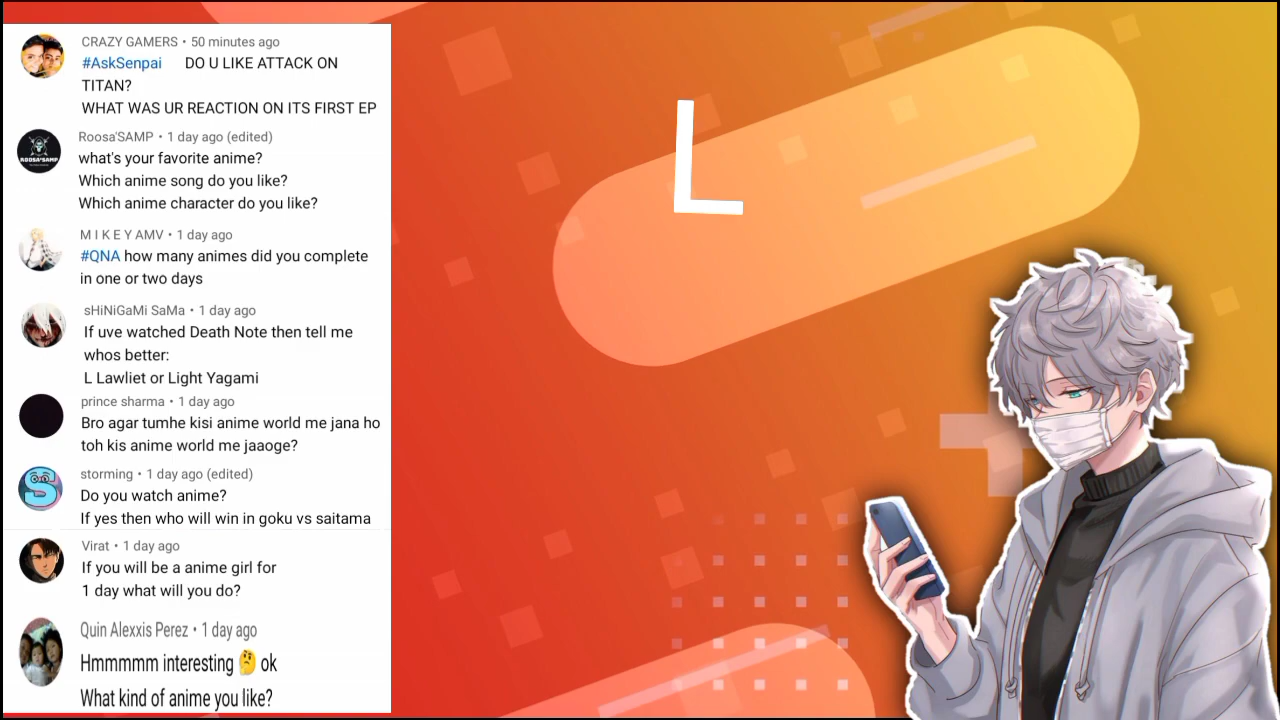 CRAZY GAMERS • 50 minutes ago
#AskSenpai DO U LIKE ATTACK ON
TITAN?
WHAT WAS UR REACTION ON ITS FIRST EP
Roosa'SAMP • 1 day ago (edited)
what's your favorite anime?
Which anime song do you like?
Which anime character do you like?
ROOSA'SAMP
M I K E Y AMV • 1 day ago
#QNA how many animes did you complete
in one or two days
sHiNiGaMi SaMa • 1 day ago
If uve watched Death Note then tell me
whos better:
L Lawliet or Light Yagami
prince sharma • 1 day ago
Bro agar tumhe kisi anime world me jana ho
toh kis anime world me jaaoge?
storming • 1 day ago (edited)
Do you watch anime?
If yes then who will win in goku vs saitama
Virat • 1 day ago
If you will be a anime girl for
1 day what will you do?
Quin Alexxis Perez • 1 day ago
Hmmmmm interesting 🤔 ok
What kind of anime you like?
L